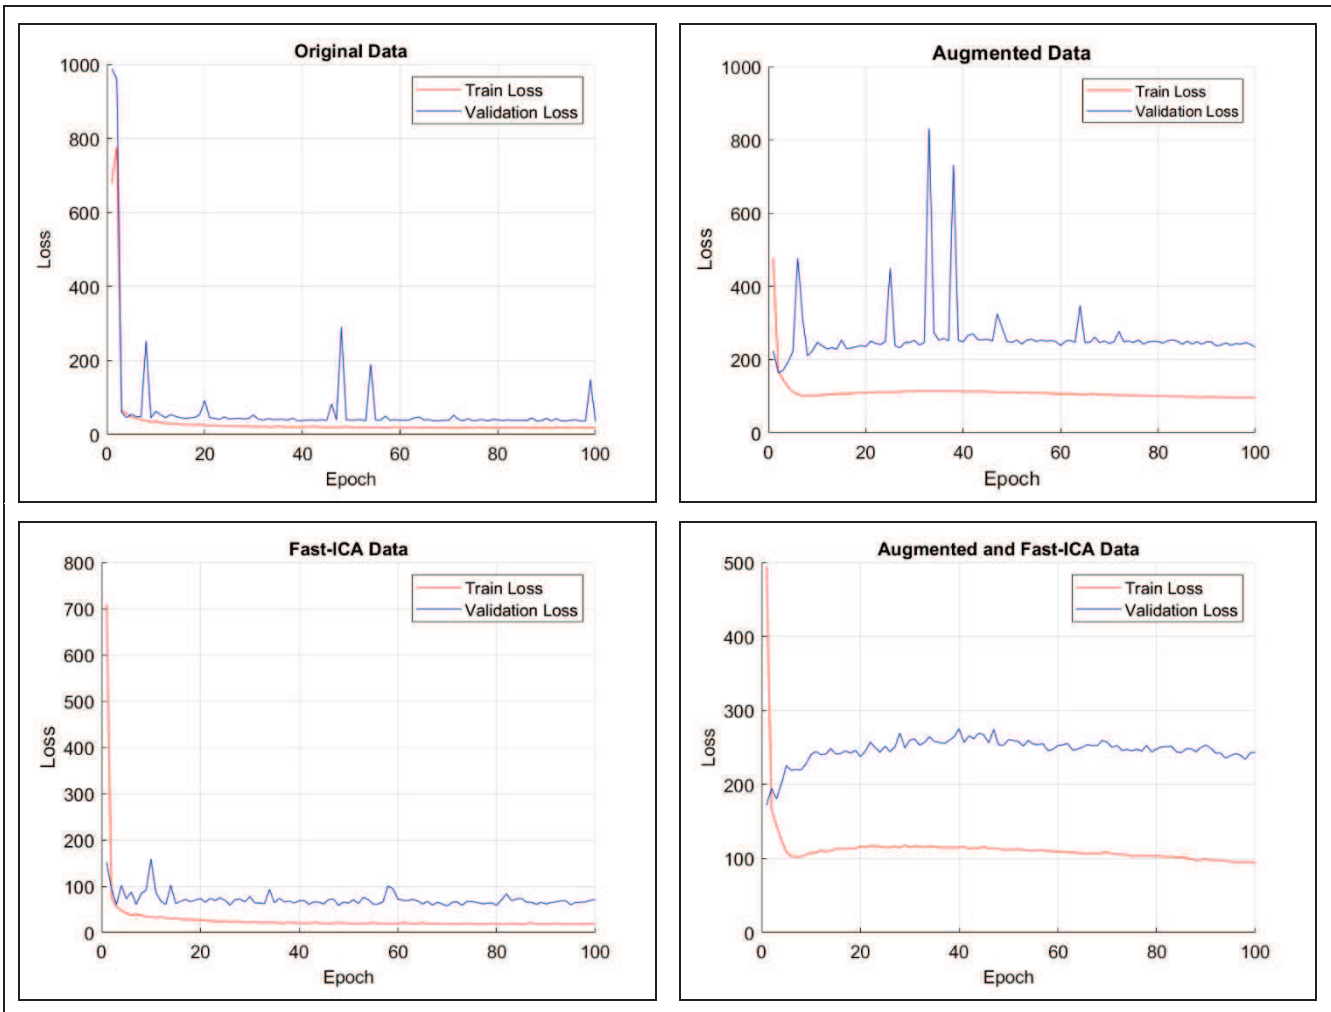 Original Data
1000
800
600
400
200
0
0 20 40 60 80 100
Loss
Epoch
Train Loss
Validation Loss
Augmented Data
1000
800
600
400
200
0
0 20 40 60 80 100
Loss
Epoch
Train Loss
Validation Loss
Fast-ICA Data
800
700
600
500
400
300
200
100
0
0 20 40 60 80 100
Loss
Epoch
Train Loss
Validation Loss
Augmented and Fast-ICA Data
500
400
300
200
100
0
0 20 40 60 80 100
Loss
Epoch
Train Loss
Validation Loss